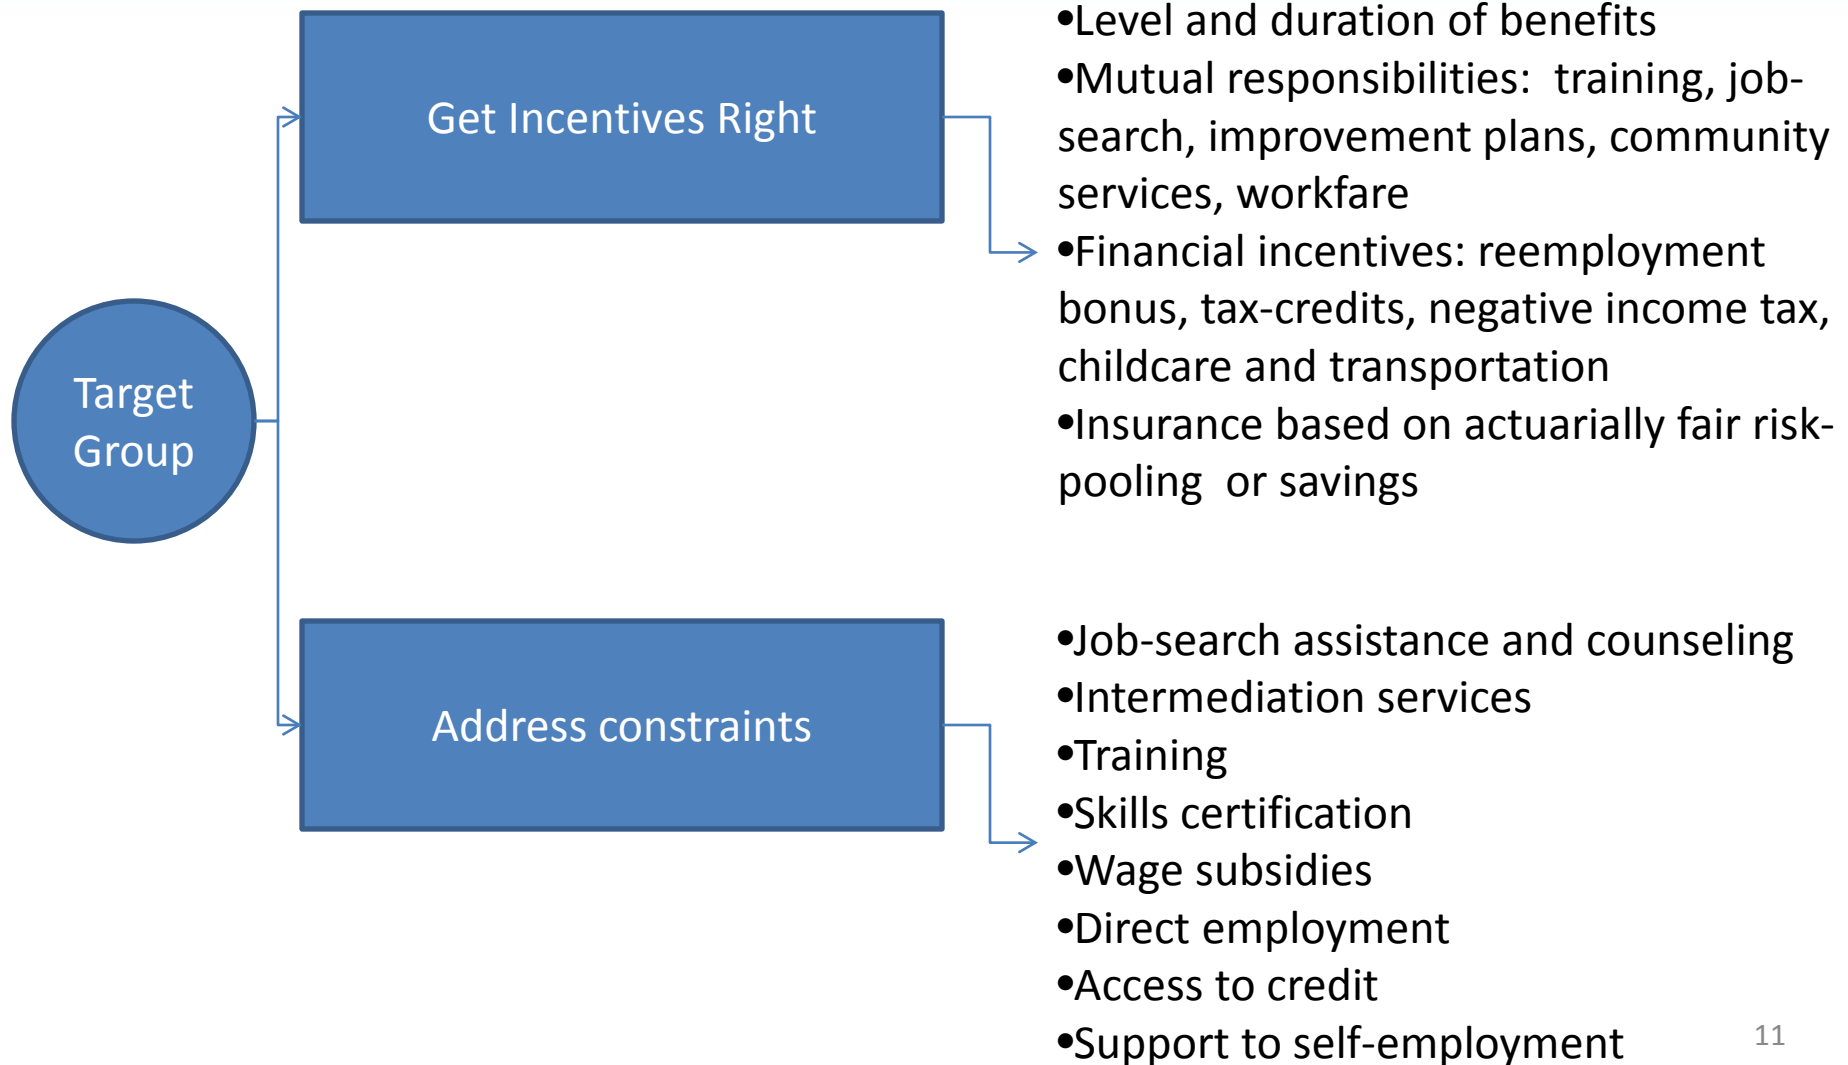 Target
Group
Get Incentives Right
•Level and duration of benefits
•Mutual responsibilities:  training, job-
search, improvement plans, community
services, workfare
•Financial incentives: reemployment
bonus, tax-credits, negative income tax,
childcare and transportation
•Insurance based on actuarially fair risk-
pooling  or savings
Address constraints
•Job-search assistance and counseling
•Intermediation services
•Training
•Skills certification
•Wage subsidies
•Direct employment
•Access to credit
•Support to self-employment
11